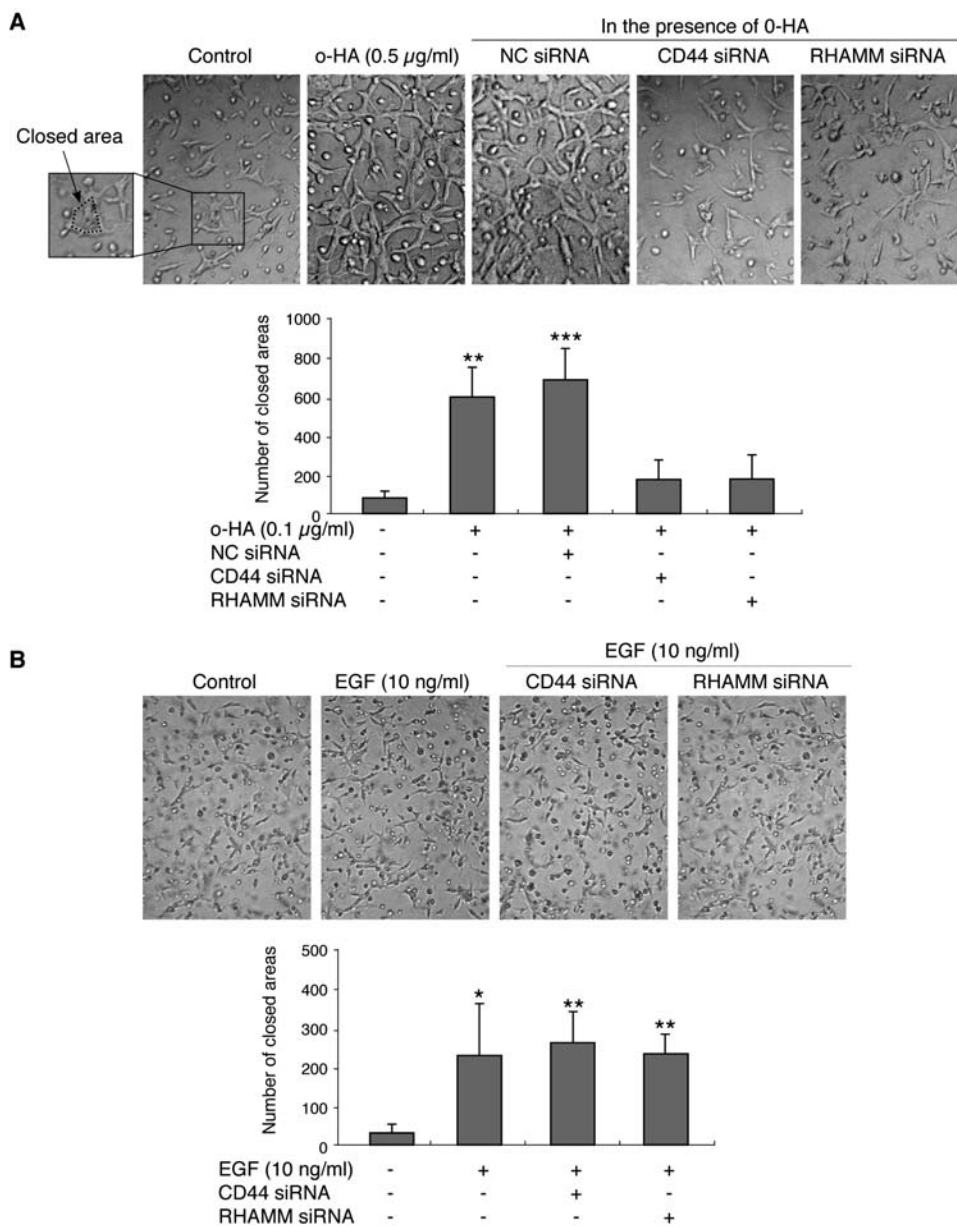 A
In the presence of 0-HA
Control
o-HA (0.5 µg/ml)
NC siRNA
CD44 siRNA
RHAMM siRNA
Closed area
Number of closed areas
1000
800
600
400
200
0
**
***
o-HA (0.1 µg/ml) - + + + +
NC siRNA - - + - -
CD44 siRNA - - - + -
RHAMM siRNA - - - - +
B
EGF (10 ng/ml)
Control
EGF (10 ng/ml)
CD44 siRNA
RHAMM siRNA
Number of closed areas
500
400
300
200
100
0
*
**
**
EGF (10 ng/ml) - + + +
CD44 siRNA - - + -
RHAMM siRNA - - - +